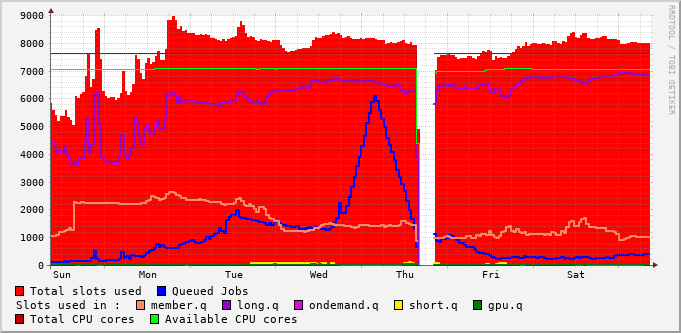 RRDTOOL / TOBI OETIKER
9000
8000
7000
6000
5000
4000
3000
2000
1000
0
Sun Mon Tue Wed Thu Fri Sat
Total slots used Queued Jobs
Slots used in : member.q long.q ondemand.q short.q gpu.q
Total CPU cores Available CPU cores